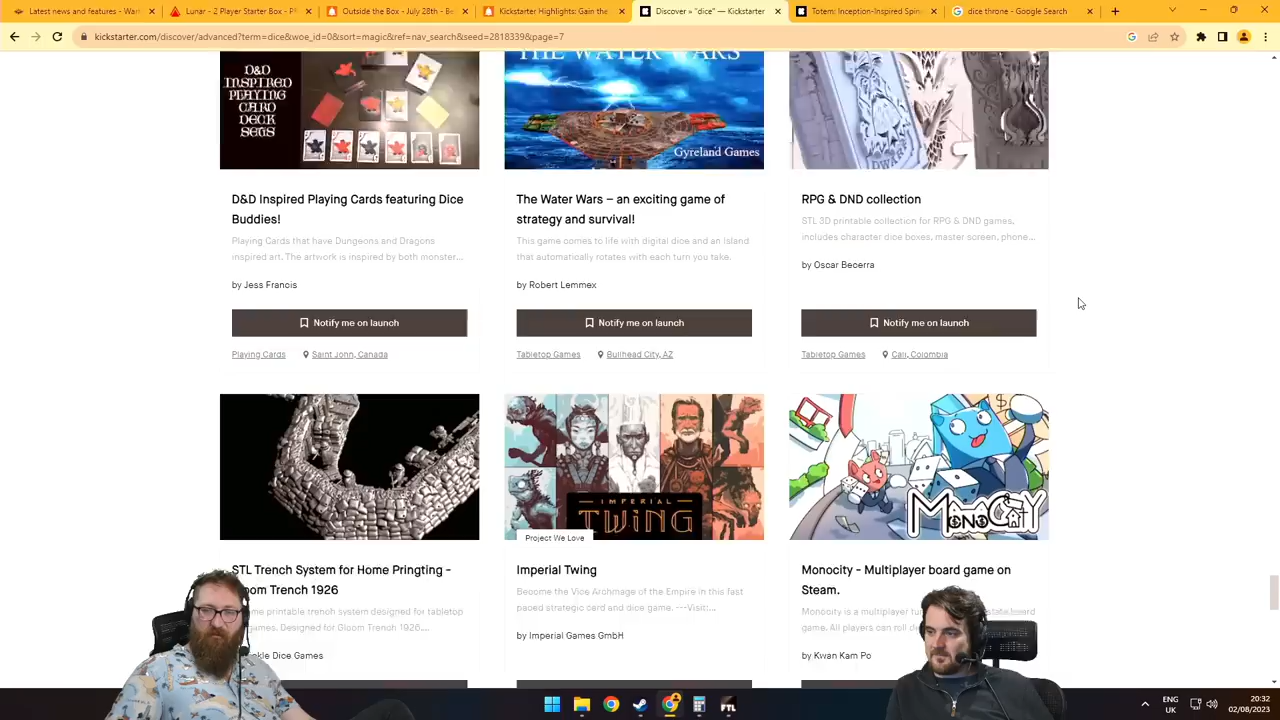 Latest news and updates - Be
Lunar - 2 Player Starter Box - P
Outside the Box - July 28th - B
Kickstarter Highlights - Gain the
Discover » "dice" — Kickstarter
Totem: Inception-Inspired Spin
dice throne - Google Search
kickstarter.com/discover/advanced?term=dice&woe_id=0&sort=magic&ref=nav_search&seed=2818339&page=7
D&D
INSPIRED
PLAYING
CARD
DECK
SETS
THE WATER WARS
Gyreland Games
D&D Inspired Playing Cards featuring Dice
Buddies!
Playing Cards that have Dungeons and Dragons
inspired art. The artwork is inspired by both monster...
by Jess Francis
Notify me on launch
Playing Cards
Saint John, Canada
The Water Wars – an exciting game of
strategy and survival!
This game comes to life with digital dice and an Island
that automatically rotates with each turn you take.
by Robert Lemmex
Notify me on launch
Tabletop Games
Bullhead City, AZ
RPG & DND collection
STL 3D printable collection for RPG & DND games,
includes character dice boxes, master screen, phone...
by Oscar Becerra
Notify me on launch
Tabletop Games
Cali, Colombia
STL Trench System for Home Pringting -
oom Trench 1926
me printable trench system designed for tabletop
games. Designed for Gloom Trench 1926....
kle Dice Games
IMPERIAL
TWING
Project We Love
Imperial Twing
Become the Vice Archmage of the Empire in this fast
paced strategic card and dice game. ---Visit:...
by Imperial Games GmbH
MONOCITY
Monocity - Multiplayer board game on
Steam.
Monocity is a multiplayer tu
board
game. All players can roll di
by Kwan Kam Po
FTL
ENG
UK
20:32
02/08/2023